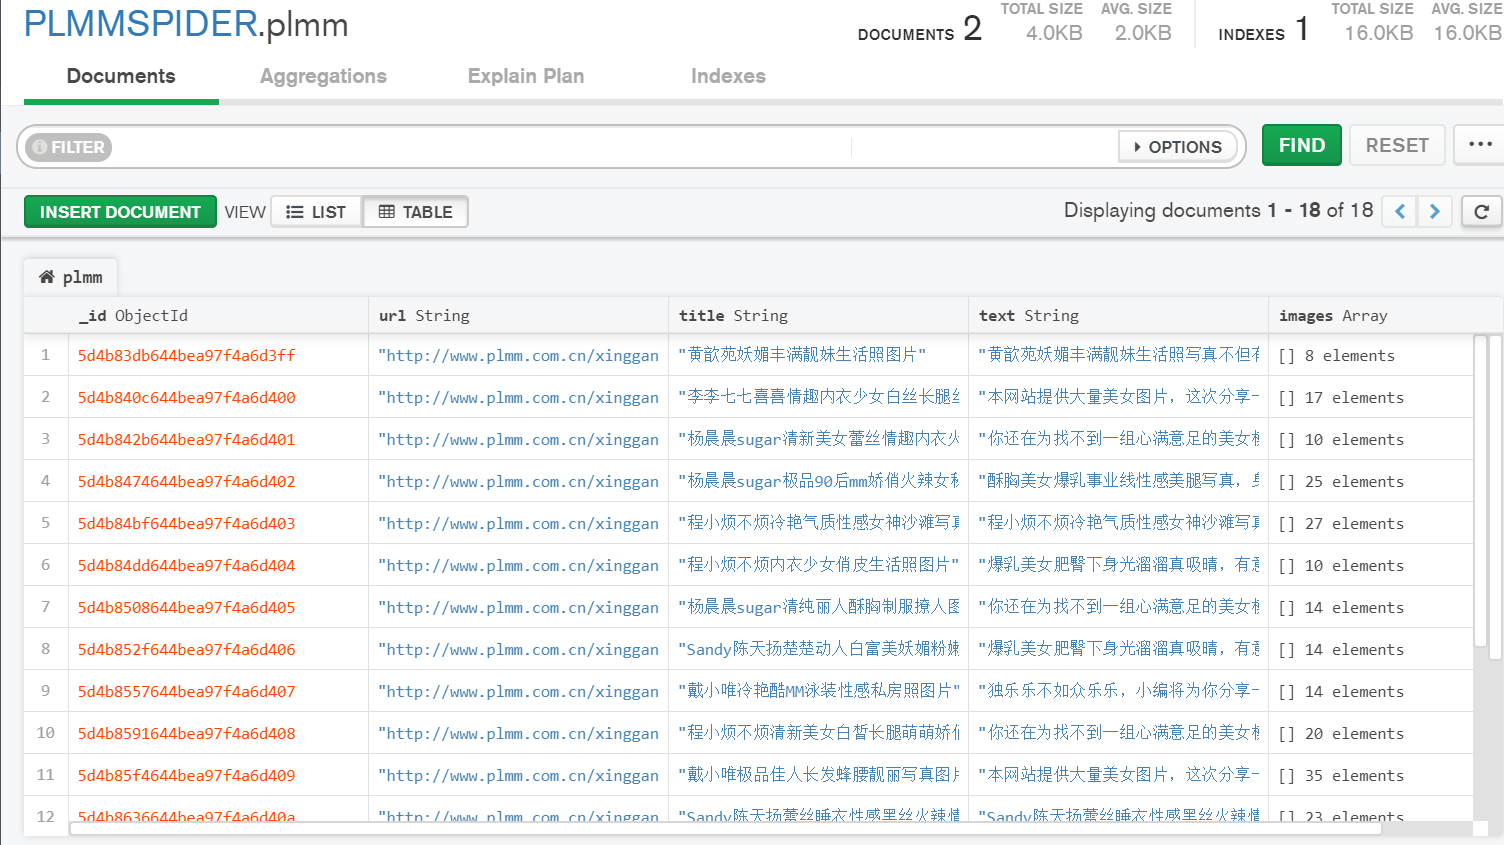 PLMMSPIDER.plmm
DOCUMENTS 2 TOTAL SIZE 4.0KB AVG. SIZE 2.0KB INDEXES 1 TOTAL SIZE 16.0KB AVG. SIZE 16.0KB
Documents Aggregations Explain Plan Indexes
FILTER OPTIONS FIND RESET ...
INSERT DOCUMENT VIEW LIST TABLE Displaying documents 1 - 18 of 18
plmm
_id ObjectId url String title String text String images Array
1 5d4b83db644bea97f4a6d3ff "http://www.plmm.com.cn/xinggan "黄歆苑妖媚丰满靓妹生活照图片" "黄歆苑妖媚丰满靓妹生活照写真不但有 [] 8 elements
2 5d4b840c644bea97f4a6d400 "http://www.plmm.com.cn/xinggan "李李七七喜喜情趣内衣少女白丝长腿丝 "本网站提供大量美女图片，这次分享一 [] 17 elements
3 5d4b842b644bea97f4a6d401 "http://www.plmm.com.cn/xinggan "杨晨晨sugar清新美女蕾丝情趣内衣火 "你还在为找不到一组心满意足的美女模 [] 10 elements
4 5d4b8474644bea97f4a6d402 "http://www.plmm.com.cn/xinggan "杨晨晨sugar极品90后mm娇俏火辣女秘 "酥胸美女爆乳事业线性感美腿写真，身 [] 25 elements
5 5d4b84bf644bea97f4a6d403 "http://www.plmm.com.cn/xinggan "程小烦不烦冷艳气质性感女神沙滩写真 "程小烦不烦冷艳气质性感女神沙滩写真 [] 27 elements
6 5d4b84dd644bea97f4a6d404 "http://www.plmm.com.cn/xinggan "程小烦不烦内衣少女俏皮生活照图片" "爆乳美女肥臀下身光溜溜真吸晴，有意 [] 10 elements
7 5d4b8508644bea97f4a6d405 "http://www.plmm.com.cn/xinggan "杨晨晨sugar清纯丽人酥胸制服撩人图 "你还在为找不到一组心满意足的美女模 [] 14 elements
8 5d4b852f644bea97f4a6d406 "http://www.plmm.com.cn/xinggan "Sandy陈天扬楚楚动人白富美妖媚粉嫩 "爆乳美女肥臀下身光溜溜真吸晴，有意 [] 14 elements
9 5d4b8557644bea97f4a6d407 "http://www.plmm.com.cn/xinggan "戴小唯冷艳酷MM泳装性感私房照图片" "独乐乐不如众乐乐，小编将为你分享一 [] 14 elements
10 5d4b8591644bea97f4a6d408 "http://www.plmm.com.cn/xinggan "程小烦不烦清新美女白皙长腿萌萌娇俏 "你还在为找不到一组心满意足的美女模 [] 20 elements
11 5d4b85f4644bea97f4a6d409 "http://www.plmm.com.cn/xinggan "戴小唯极品佳人长发蜂腰靓丽写真图片 "本网站提供大量美女图片，这次分享一 [] 35 elements
12 5d4b8636644bea97f4a6d40a "http://www.plmm.com.cn/xinggan "Sandy陈天扬蕾丝睡衣性感黑丝火辣情 "Sandy陈天扬蕾丝睡衣性感黑丝火辣情 [] 23 elements